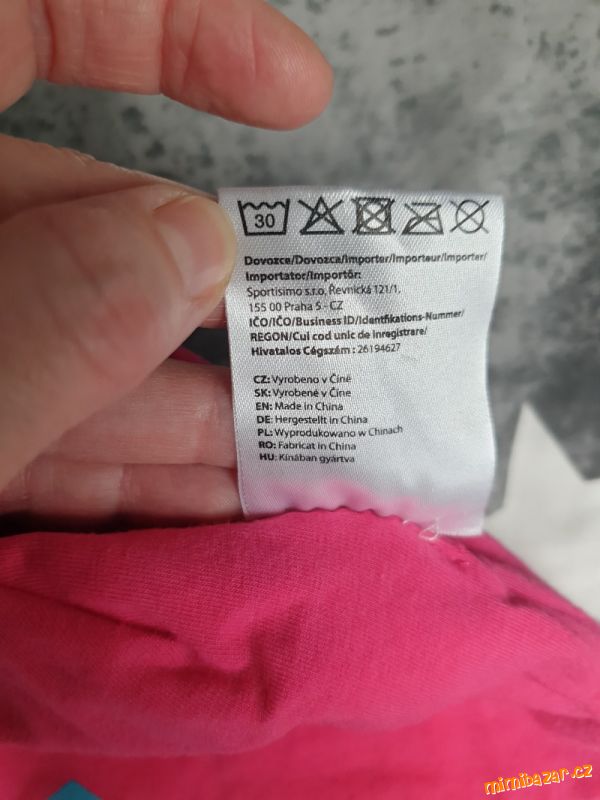 30
Dovozce/Dovozca/Importer/Importeur/Importer/
Importator/Importőr:
Sportisimo s.r.o. Řevnická 121/1,
155 00 Praha 5 - CZ
IČO/IČO/Business ID/Identfikations-Nummer/
REGON/Cui cod unic de inregistrare/
Hivatalos Cégszám : 26194627
CZ: Vyrobeno v Číně
SK: Vyrobené v Číne
EN: Made in China
DE: Hergestellt in China
PL: Wyprodukowano w Chinach
RO: Fabricat in China
HU: Kínában gyártva
mimibazar.cz